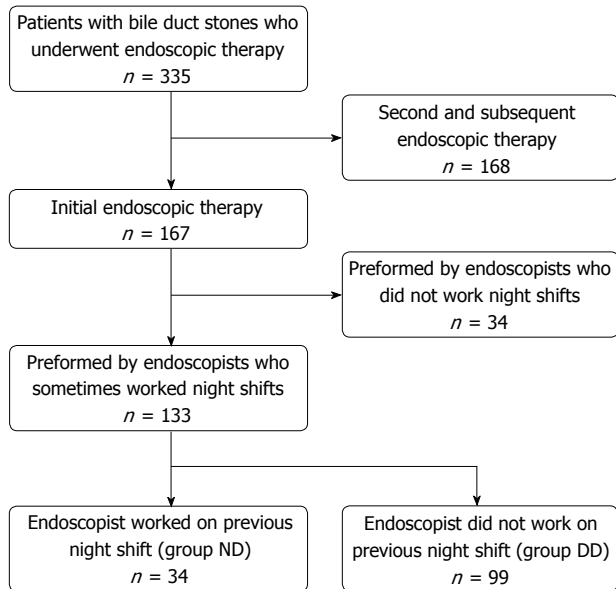 Patients with bile duct stones who
underwent endoscopic therapy
n = 335
Second and subsequent
endoscopic therapy
n = 168
Initial endoscopic therapy
n = 167
Preformed by endoscopists who
did not work night shifts
n = 34
Preformed by endoscopists who
sometimes worked night shifts
n = 133
Endoscopist worked on previous
night shift (group ND)
n = 34
Endoscopist did not work on
previous night shift (group DD)
n = 99